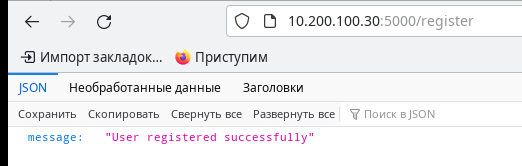 10.200.100.30:5000/register
Импорт закладок... Приступим
JSON Необработанные данные Заголовки
Сохранить Скопировать Свернуть все Развернуть все Поиск в JSON
message: "User registered successfully"